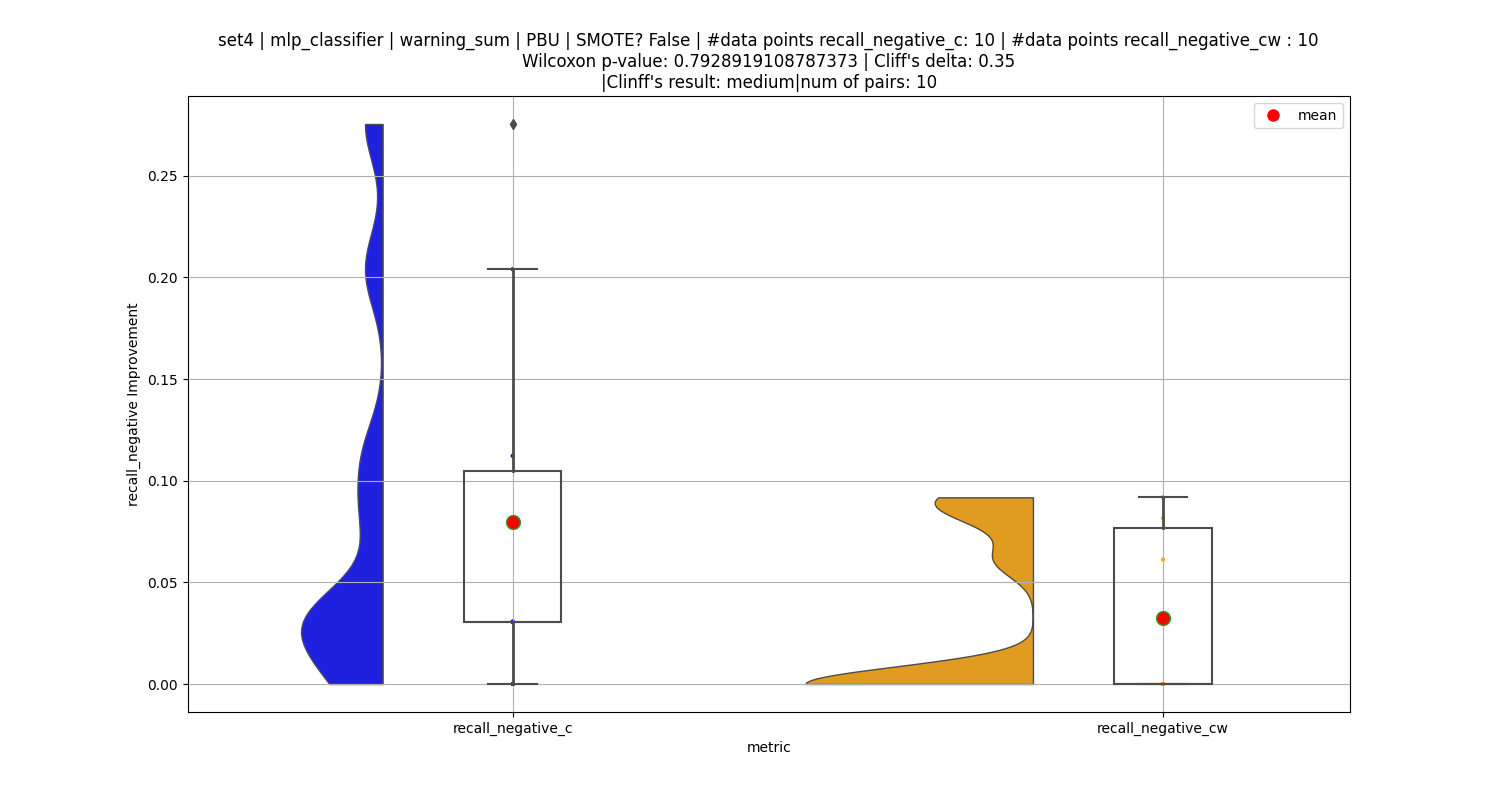 set4 | mlp_classifier | warning_sum | PBU | SMOTE? False | #data points recall_negative_c: 10 | #data points recall_negative_cw : 10
Wilcoxon p-value: 0.7928919108787373 | Cliff's delta: 0.35
|Clinff's result: medium|num of pairs: 10
mean
0.25
0.20
0.15
0.10
0.05
0.00
recall_negative Improvement
recall_negative_c
recall_negative_cw
metric